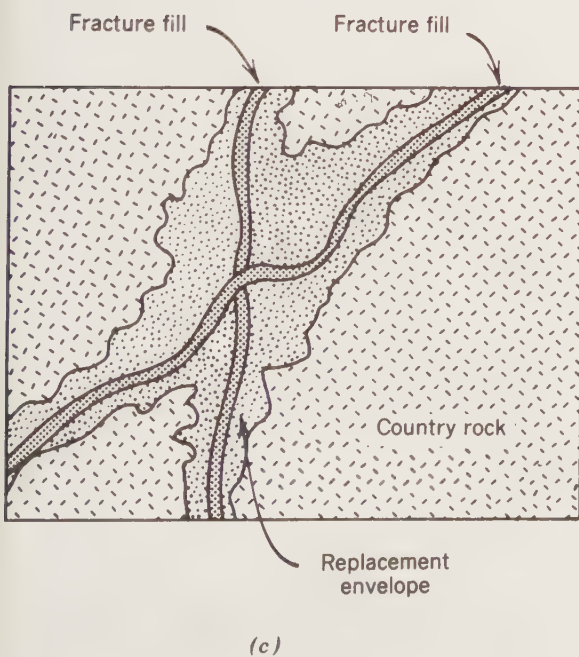 Fracture fill
Fracture fill
Country rock
Replacement
envelope
(c)